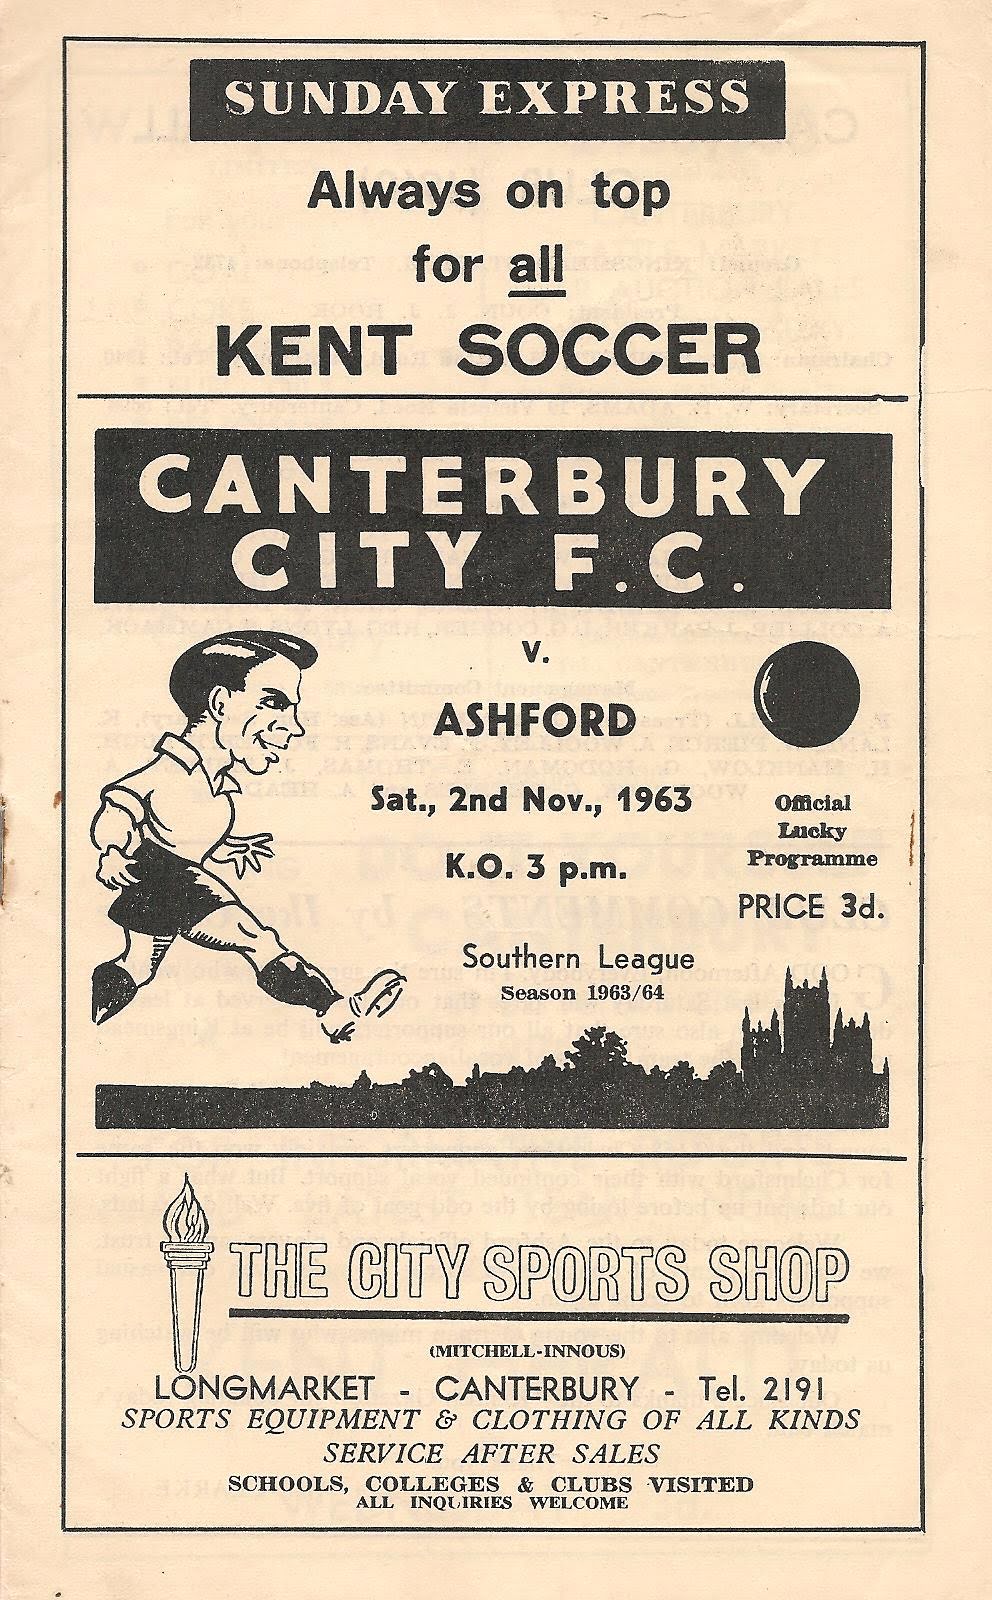 SUNDAY EXPRESS
Always on top
for all
KENT SOCCER
CANTERBURY
CITY F.C.
v.
ASHFORD
Sat., 2nd Nov., 1963
K.O. 3 p.m.
Southern League
Season 1963/64
Official
Lucky
Programme
PRICE 3d.
THE CITY SPORTS SHOP
(MITCHELL-INNOUS)
LONGMARKET - CANTERBURY - Tel. 2191
SPORTS EQUIPMENT & CLOTHING OF ALL KINDS
SERVICE AFTER SALES
SCHOOLS, COLLEGES & CLUBS VISITED
ALL INQUIRIES WELCOME